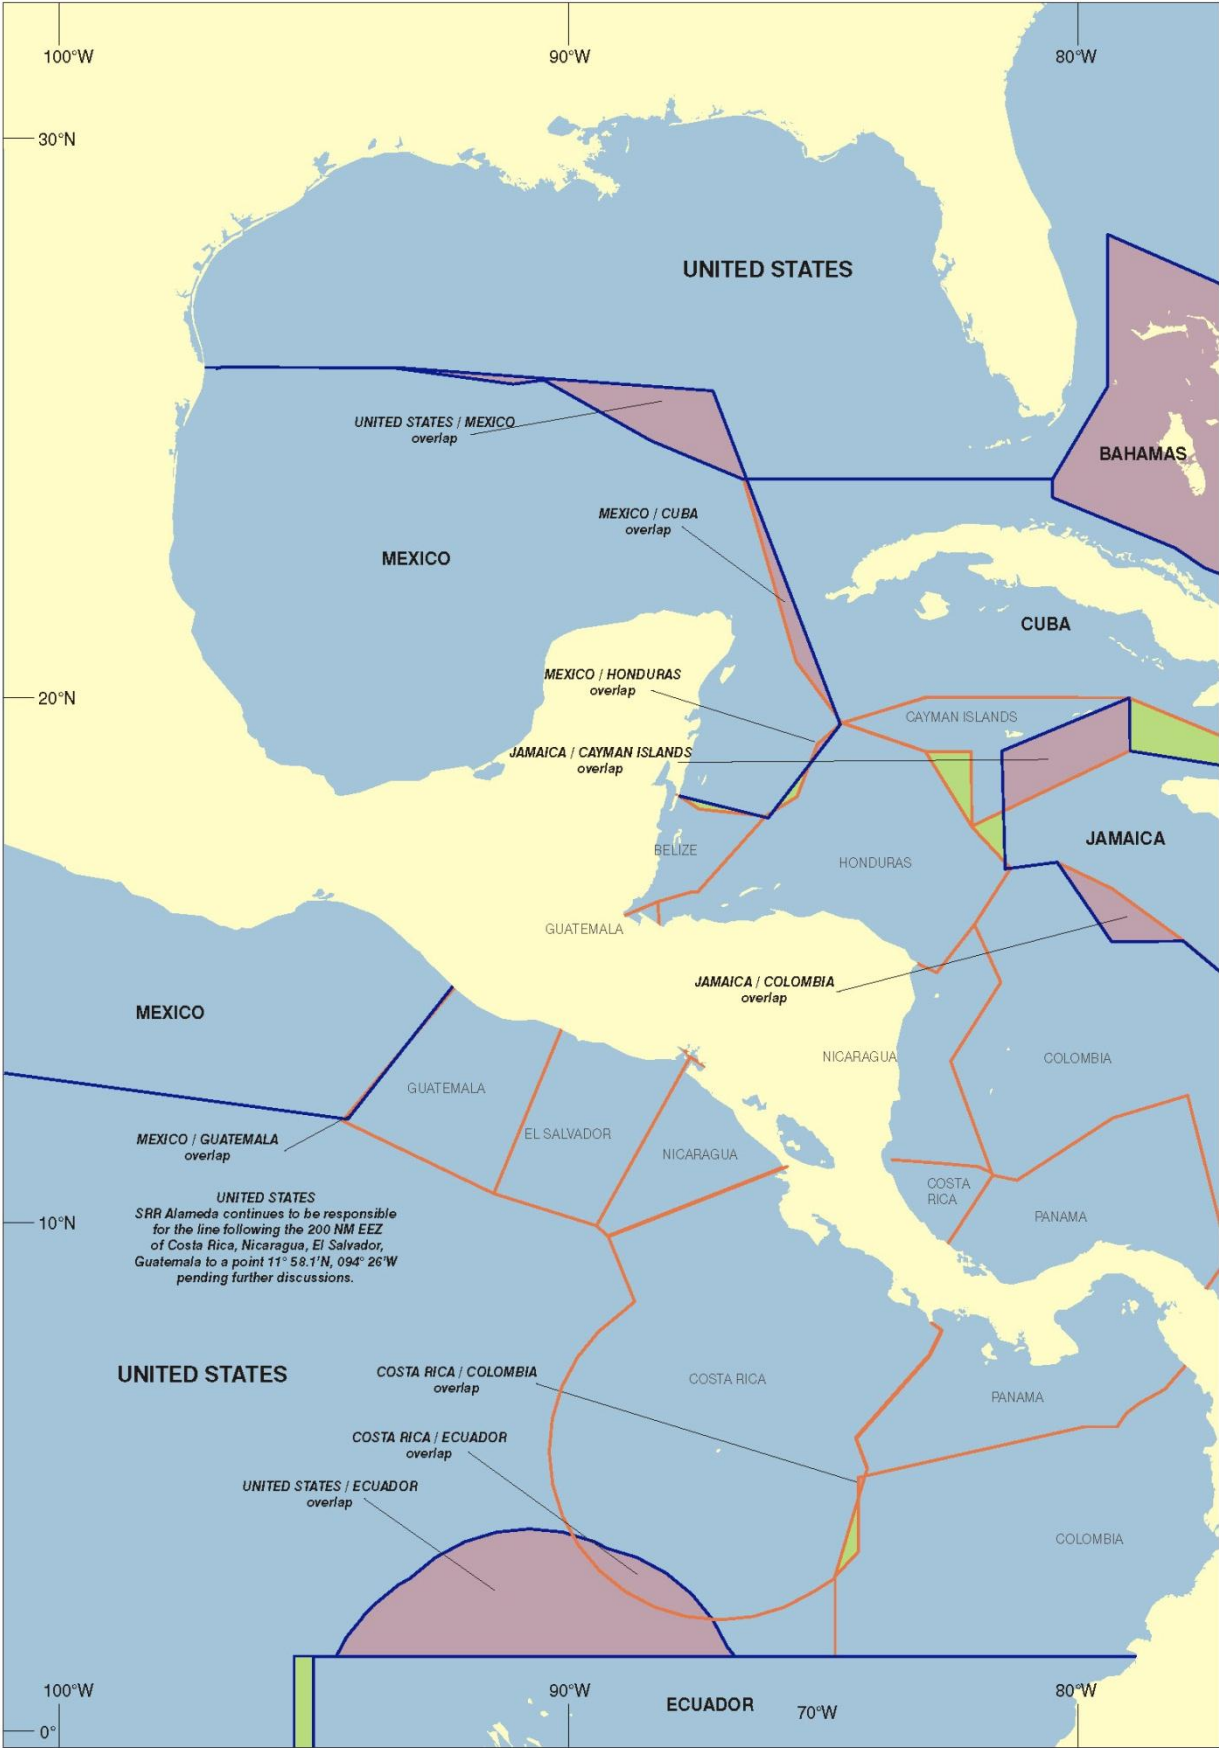 100°W
90°W
80°W
30°N
UNITED STATES
UNITED STATES / MEXICO
overlap
BAHAMAS
MEXICO / CUBA
overlap
MEXICO
CUBA
MEXICO / HONDURAS
overlap
20°N
CAYMAN ISLANDS
JAMAICA / CAYMAN ISLANDS
overlap
JAMAICA
BELIZE
HONDURAS
GUATEMALA
JAMAICA / COLOMBIA
overlap
MEXICO
NICARAGUA
COLOMBIA
GUATEMALA
EL SALVADOR
MEXICO / GUATEMALA
overlap
NICARAGUA
COSTA
RICA
UNITED STATES
SRR Alameda continues to be responsible
for the line following the 200 NM EEZ
of Costa Rica, Nicaragua, El Salvador,
Guatemala to a point 11° 58.1'N, 094° 26'W
pending further discussions.
10°N
PANAMA
UNITED STATES
COSTA RICA / COLOMBIA
overlap
COSTA RICA
PANAMA
COSTA RICA / ECUADOR
overlap
UNITED STATES / ECUADOR
overlap
COLOMBIA
100°W
90°W
ECUADOR
70°W
80°W
0°